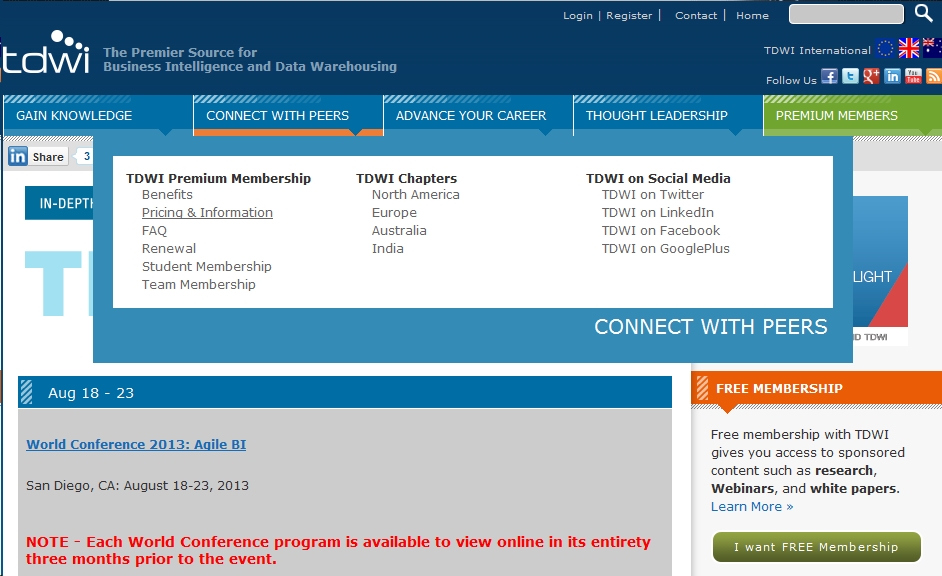 Login | Register | Contact | Home
tdwi
The Premier Source for
Business Intelligence and Data Warehousing
TDWI International
Follow Us
You
Tube
GAIN KNOWLEDGE
CONNECT WITH PEERS
ADVANCE YOUR CAREER
THOUGHT LEADERSHIP
PREMIUM MEMBERS
in Share 3
IN-DEPTH
TDWI Premium Membership
Benefits
Pricing & Information
FAQ
Renewal
Student Membership
Team Membership
TDWI Chapters
North America
Europe
Australia
India
TDWI on Social Media
TDWI on Twitter
TDWI on LinkedIn
TDWI on Facebook
TDWI on GooglePlus
CONNECT WITH PEERS
LIGHT
D TDWI
Aug 18 - 23
World Conference 2013: Agile BI
San Diego, CA: August 18-23, 2013
NOTE - Each World Conference program is available to view online in its entirety
three months prior to the event.
FREE MEMBERSHIP
Free membership with TDWI
gives you access to sponsored
content such as research,
Webinars, and white papers.
Learn More »
I want FREE Membership